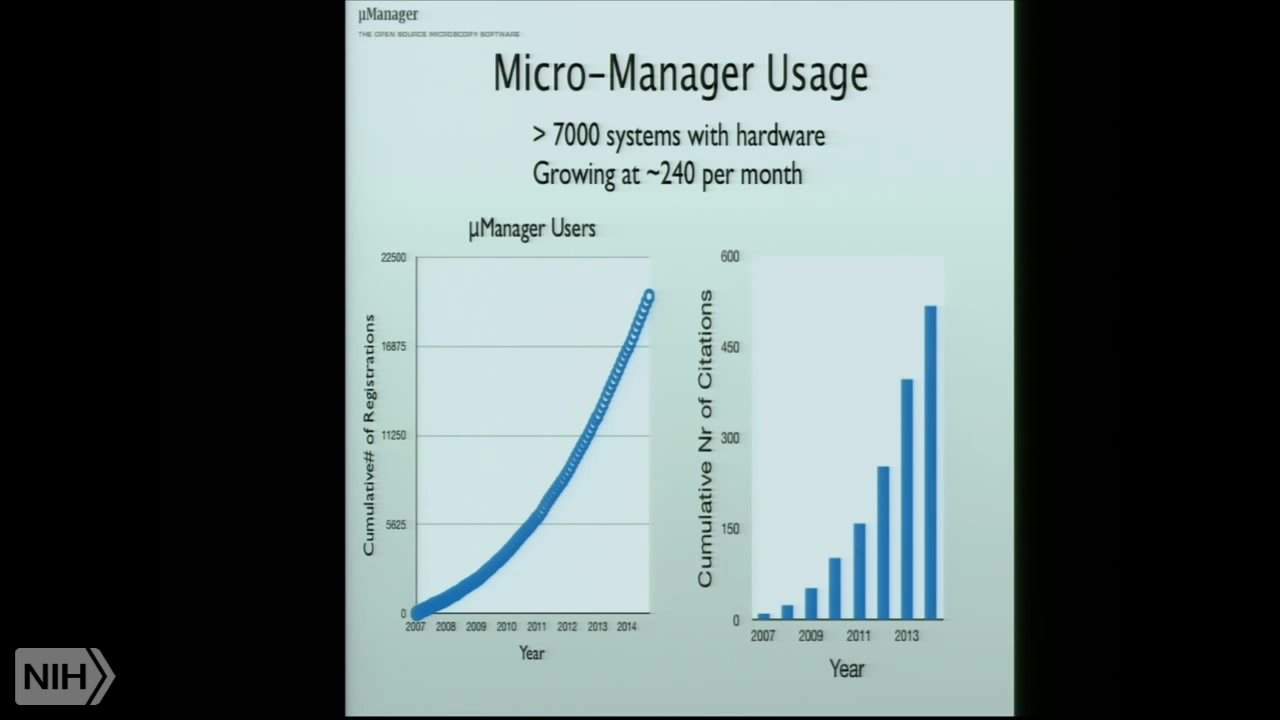 µManager
THE OPEN SOURCE MICROSCOPY SOFTWARE
Micro-Manager Usage
> 7000 systems with hardware
Growing at ~240 per month
µManager Users
22500
16875
11250
5625
0
Cumulative# of Registrations
2007 2008 2009 2010 2011 2012 2013 2014
Year
600
450
300
150
0
Cumulative Nr of Citations
2007 2009 2011 2013
Year
NIH